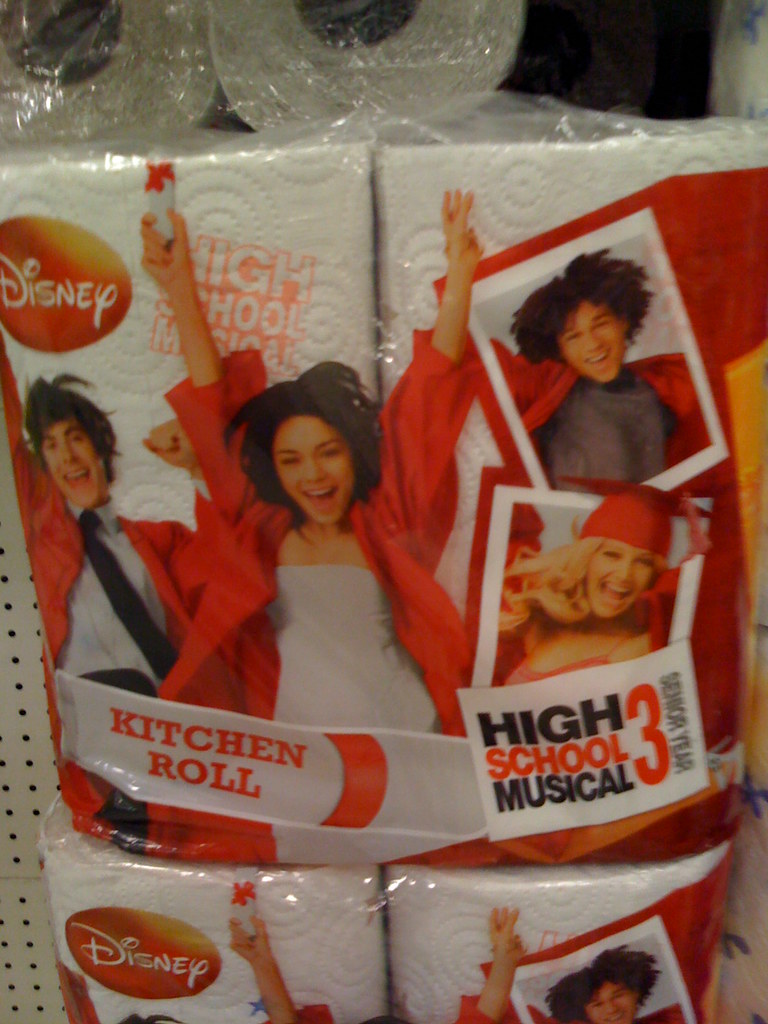 Disney
HIGH
SCHOOL
MUSICAL
KITCHEN
ROLL
HIGH
SCHOOL
MUSICAL
3
SENIOR YEAR
Disney